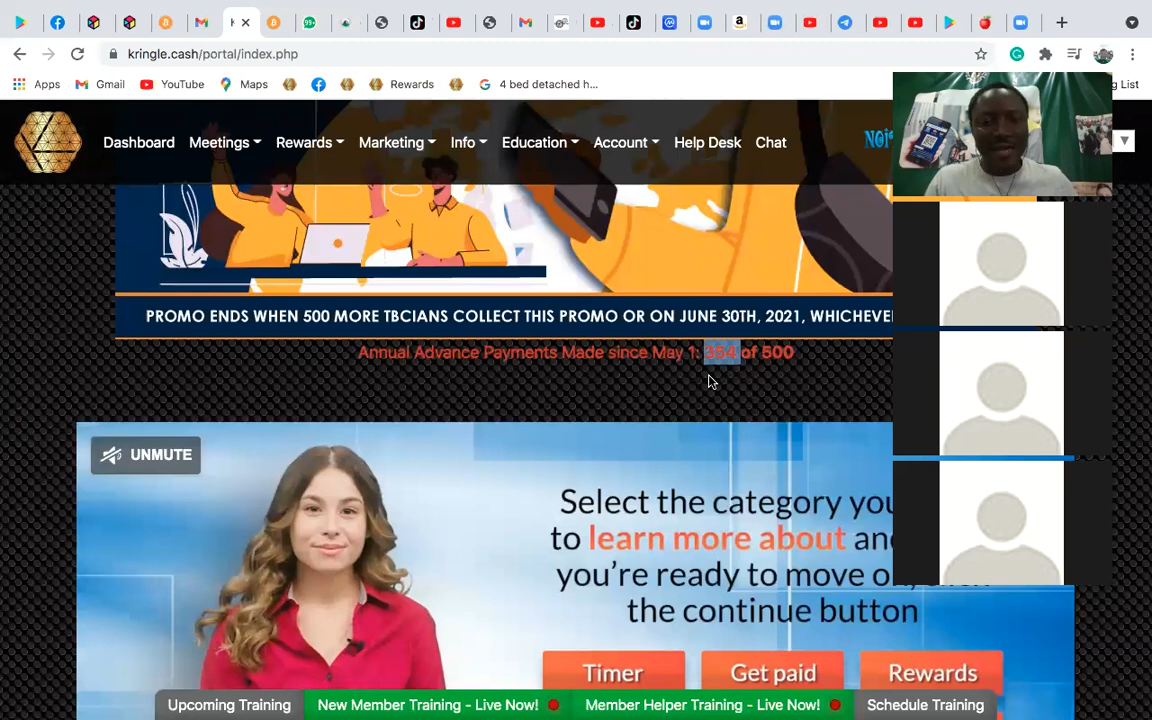 kringle.cash/portal/index.php
Apps Gmail YouTube Maps Rewards 4 bed detached h... g List
Dashboard Meetings Rewards Marketing Info Education Account Help Desk Chat
PROMO ENDS WHEN 500 MORE TBCIANS COLLECT THIS PROMO OR ON JUNE 30TH, 2021, WHICHEVE
Annual Advance Payments Made since May 1: 354 of 500
UNMUTE
Select the category you
to learn more about an
you're ready to move o
the continue button
Timer Get paid Rewards
Upcoming Training New Member Training - Live Now! Member Helper Training - Live Now! Schedule Training